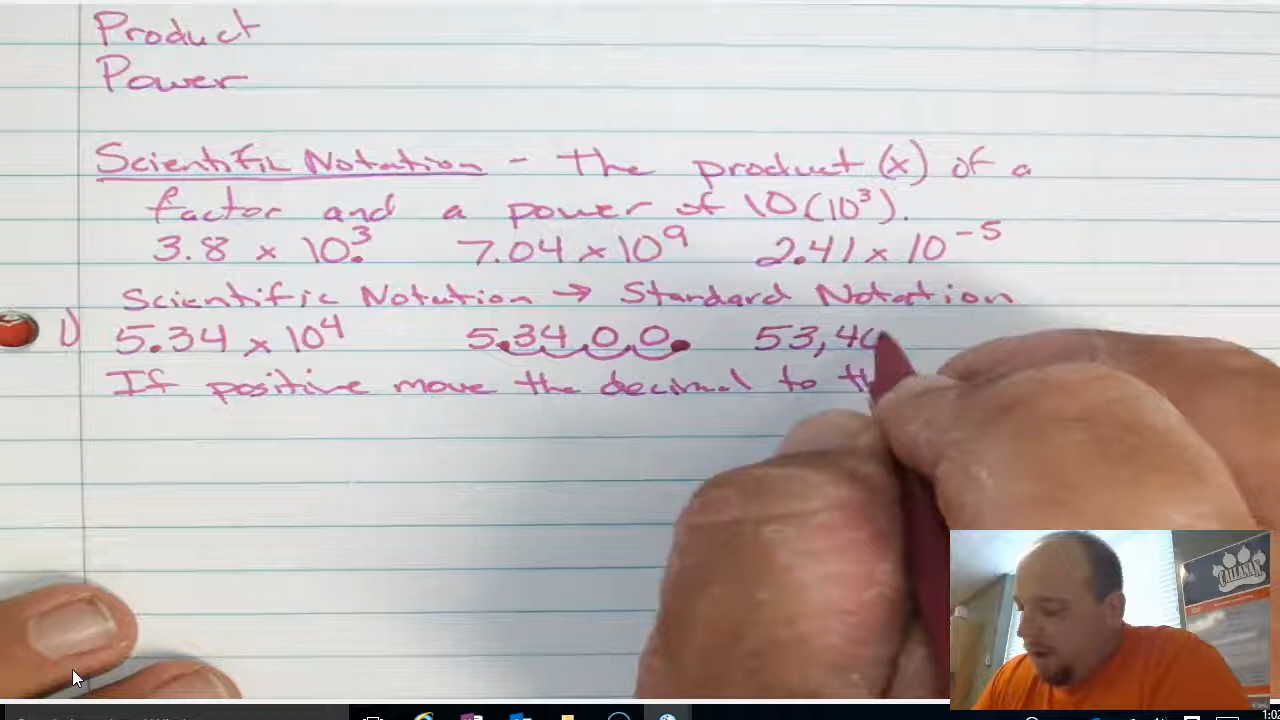 Product
Power
Scientific Notation - The product (x) of a
factor and a power of 10 (10³).
3.8 x 10³. 7.04 x 10⁹ 2.41 x 10⁻⁵
Scientific Notation → Standard Notation
1) 5.34 x 10⁴ 5.3400. 53,40
If positive move the decimal to th
CALLANAN